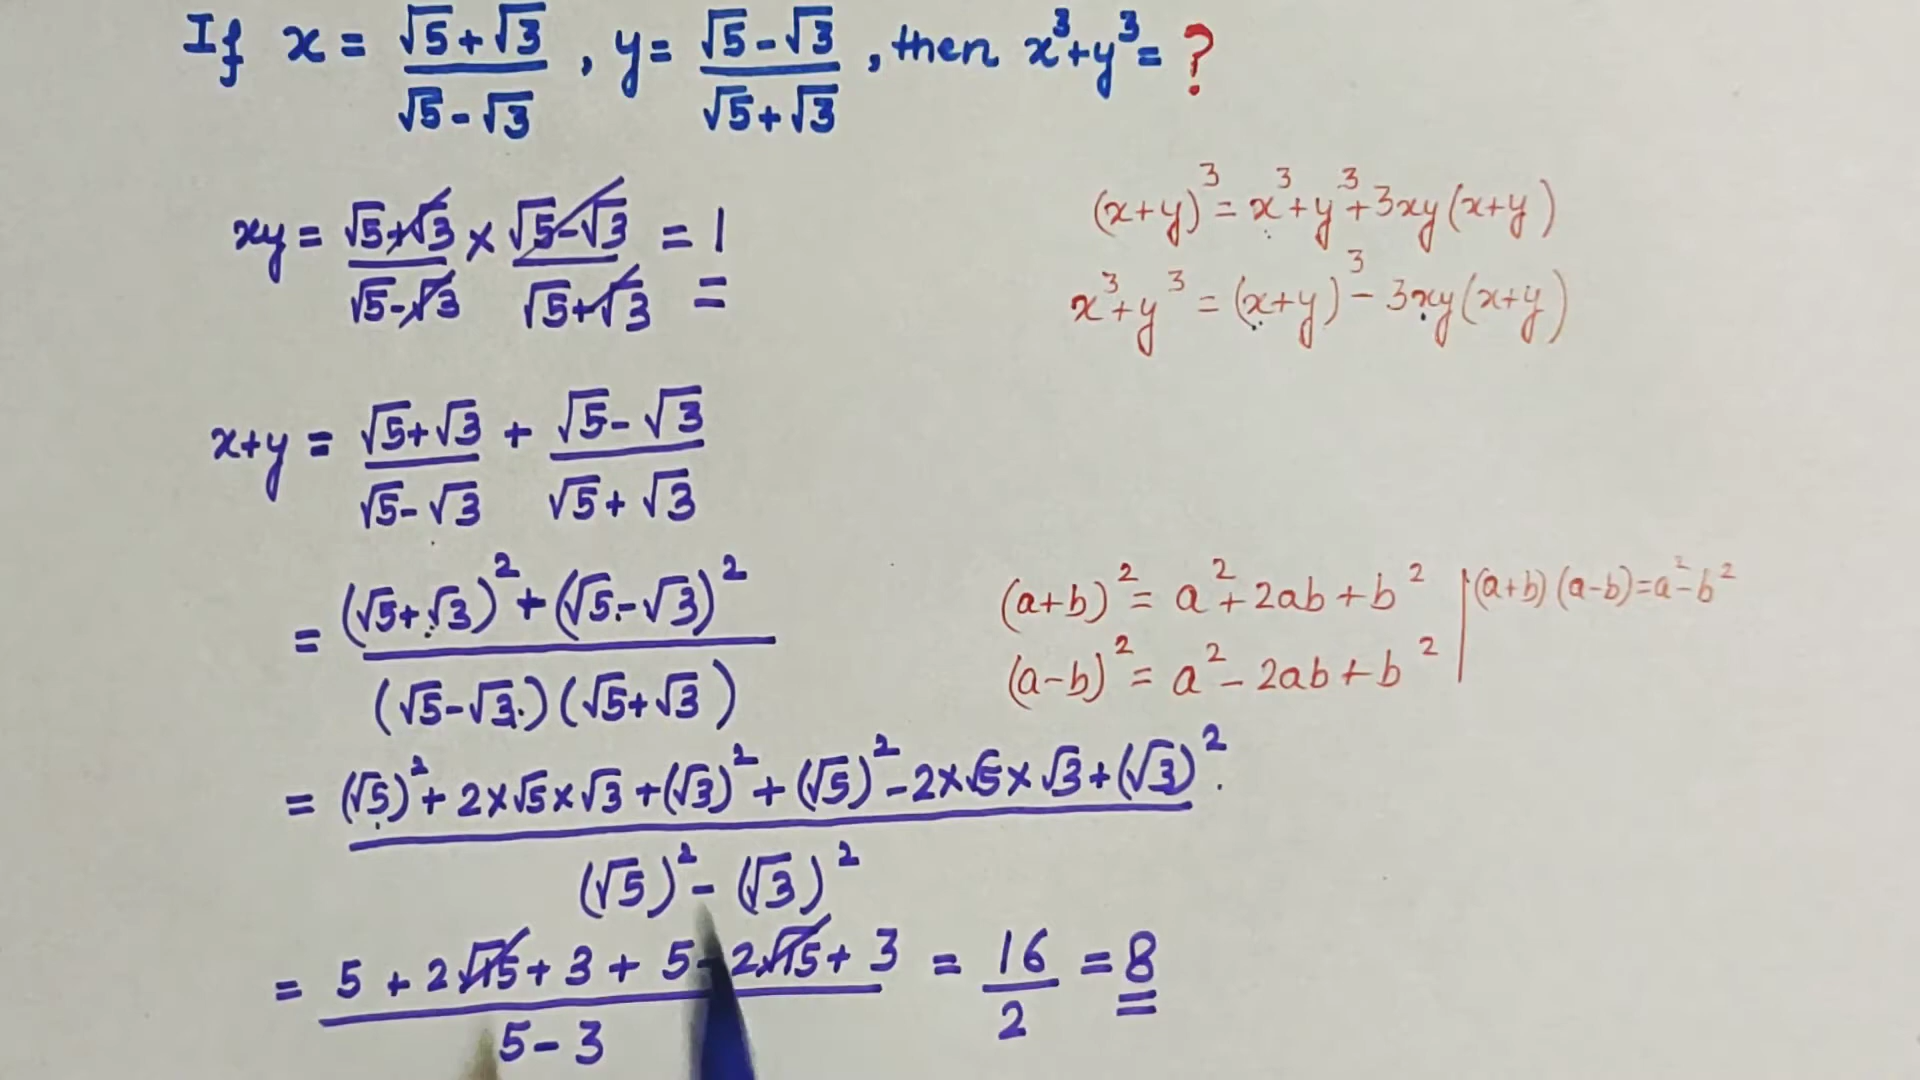 If x = (√5+√3)/(√5-√3) , y = (√5-√3)/(√5+√3) , then x³+y³ = ?
xy = (√5+√3)/(√5-√3) × (√5-√3)/(√5+√3) = 1
(x+y)³ = x³+y³+3xy(x+y)
x³+y³ = (x+y)³ - 3xy(x+y)
x+y = (√5+√3)/(√5-√3) + (√5-√3)/(√5+√3)
= ((√5+√3)² + (√5-√3)²)/((√5-√3)(√5+√3))
(a+b)² = a²+2ab+b² | (a+b)(a-b)=a²-b²
(a-b)² = a²-2ab+b²
= ((√5)²+2×√5×√3+(√3)²+(√5)²-2×√5×√3+(√3)²)/((√5)²-(√3)²)
= (5+2√15+3+5-2√15+3)/(5-3) = 16/2 = 8